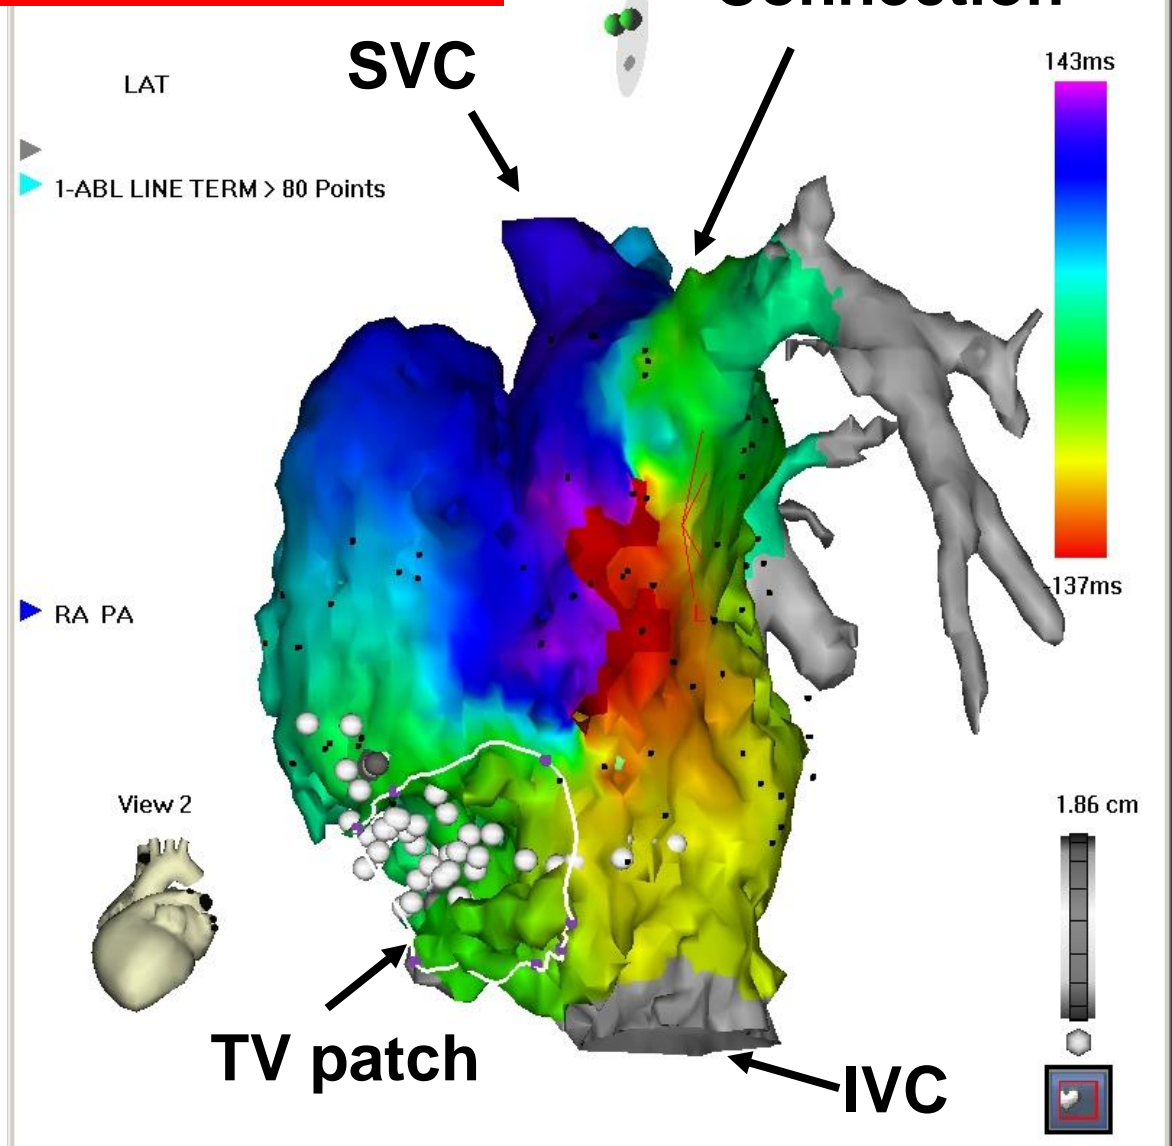 Connection
SVC
LAT
143ms
1-ABL LINE TERM > 80 Points
-137ms
RA PA
View 2
1.86 cm
TV patch
IVC